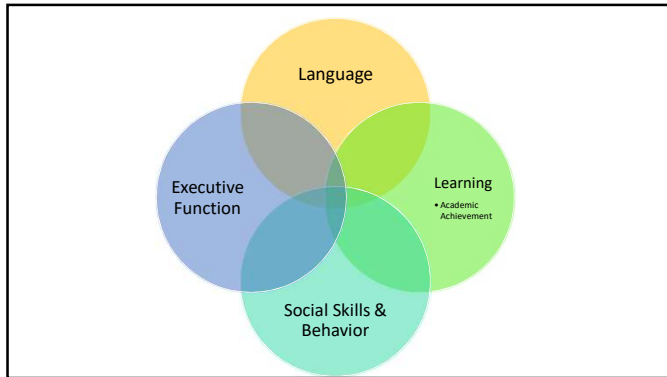 Language
Executive
Function
Learning
• Academic
Achievement
Social Skills &
Behavior